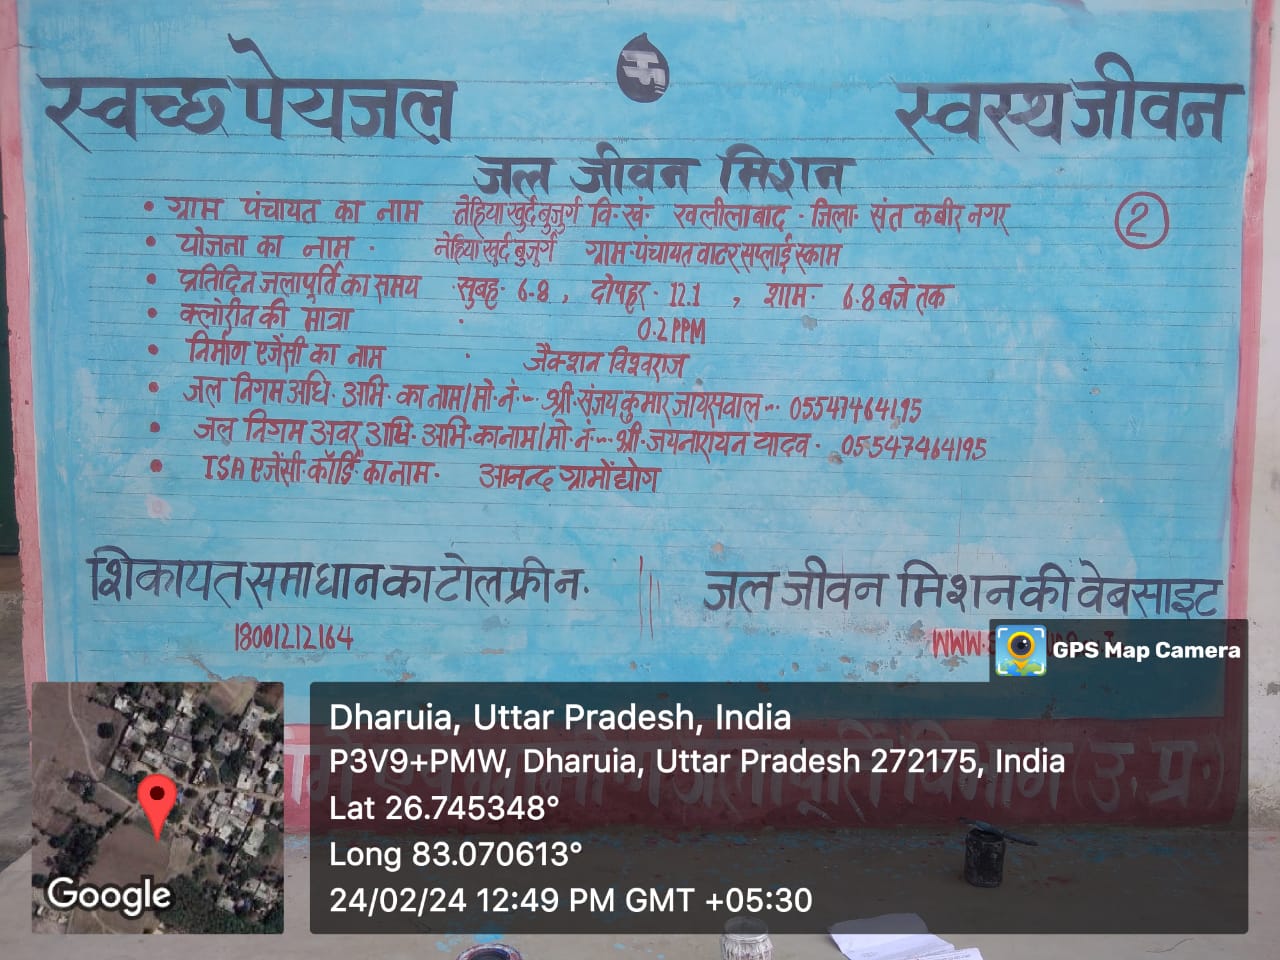 स्वच्छ पेयजल
स्वस्थ जीवन
जल जीवन मिशन
• ग्राम पंचायत का नाम नेहिया खुर्द बुजुर्ग वि· खं· खलीलाबाद - जिला- संत कबीर नगर
2
• योजना का नाम - नेहिया खुर्द बुजुर्ग ग्राम-पंचायत वाटर सप्लाई स्काम
• प्रतिदिन जलापूर्ति का समय - सुबह - 6-8 , दोपहर - 12.1 , शाम - 6-8 बजे तक
• क्लोरीन की मात्रा - 0.2 PPM
• निर्माण एजेंसी का नाम - जैक्शन विश्वराज
• जल निगम अधि· अभि· का नाम/मो· नं·-- श्री- संजय कुमार जायसवाल-- 05547464195
• जल निगम अवर अधि· अभि· का नाम/मो· नं·-- श्री- जयनारायन यादव - 05547464195
• ISA एजेंसी- कॉर्डि- का नाम - आनन्द ग्रामोंद्योग
शिकायत समाधान का टोल फ्री न.
18001212164
जल जीवन मिशन की वेबसाइट
WWW.
GPS Map Camera
Dharuia, Uttar Pradesh, India
P3V9+PMW, Dharuia, Uttar Pradesh 272175, India
Lat 26.745348°
Long 83.070613°
24/02/24 12:49 PM GMT +05:30
Google
जलापूर्ति विभाग (उ.प्र.)